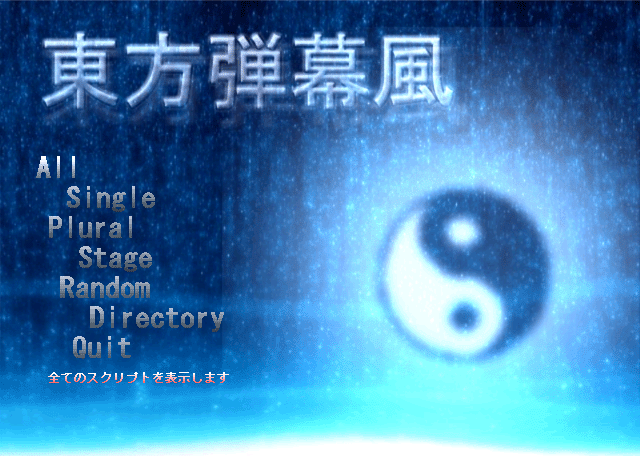 東方弾幕風
All
Single
Plural
Stage
Random
Directory
Quit
全てのスクリプトを表示します